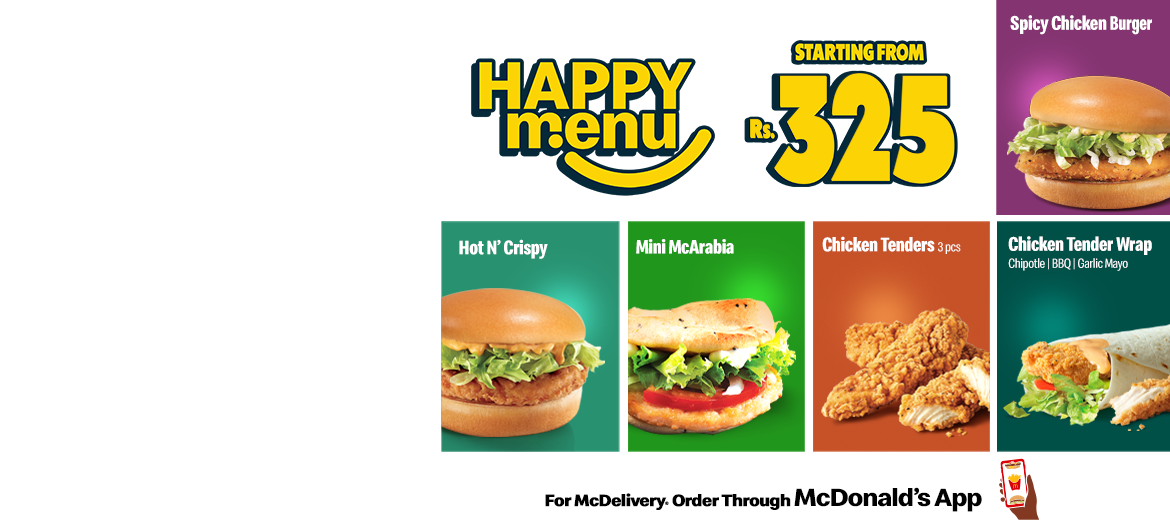 HAPPY
menu
STARTING FROM
Rs. 325
Spicy Chicken Burger
Hot N' Crispy
Mini McArabia
Chicken Tenders 3 pcs
Chicken Tender Wrap
Chipotle | BBQ | Garlic Mayo
For McDelivery® Order Through McDonald's App